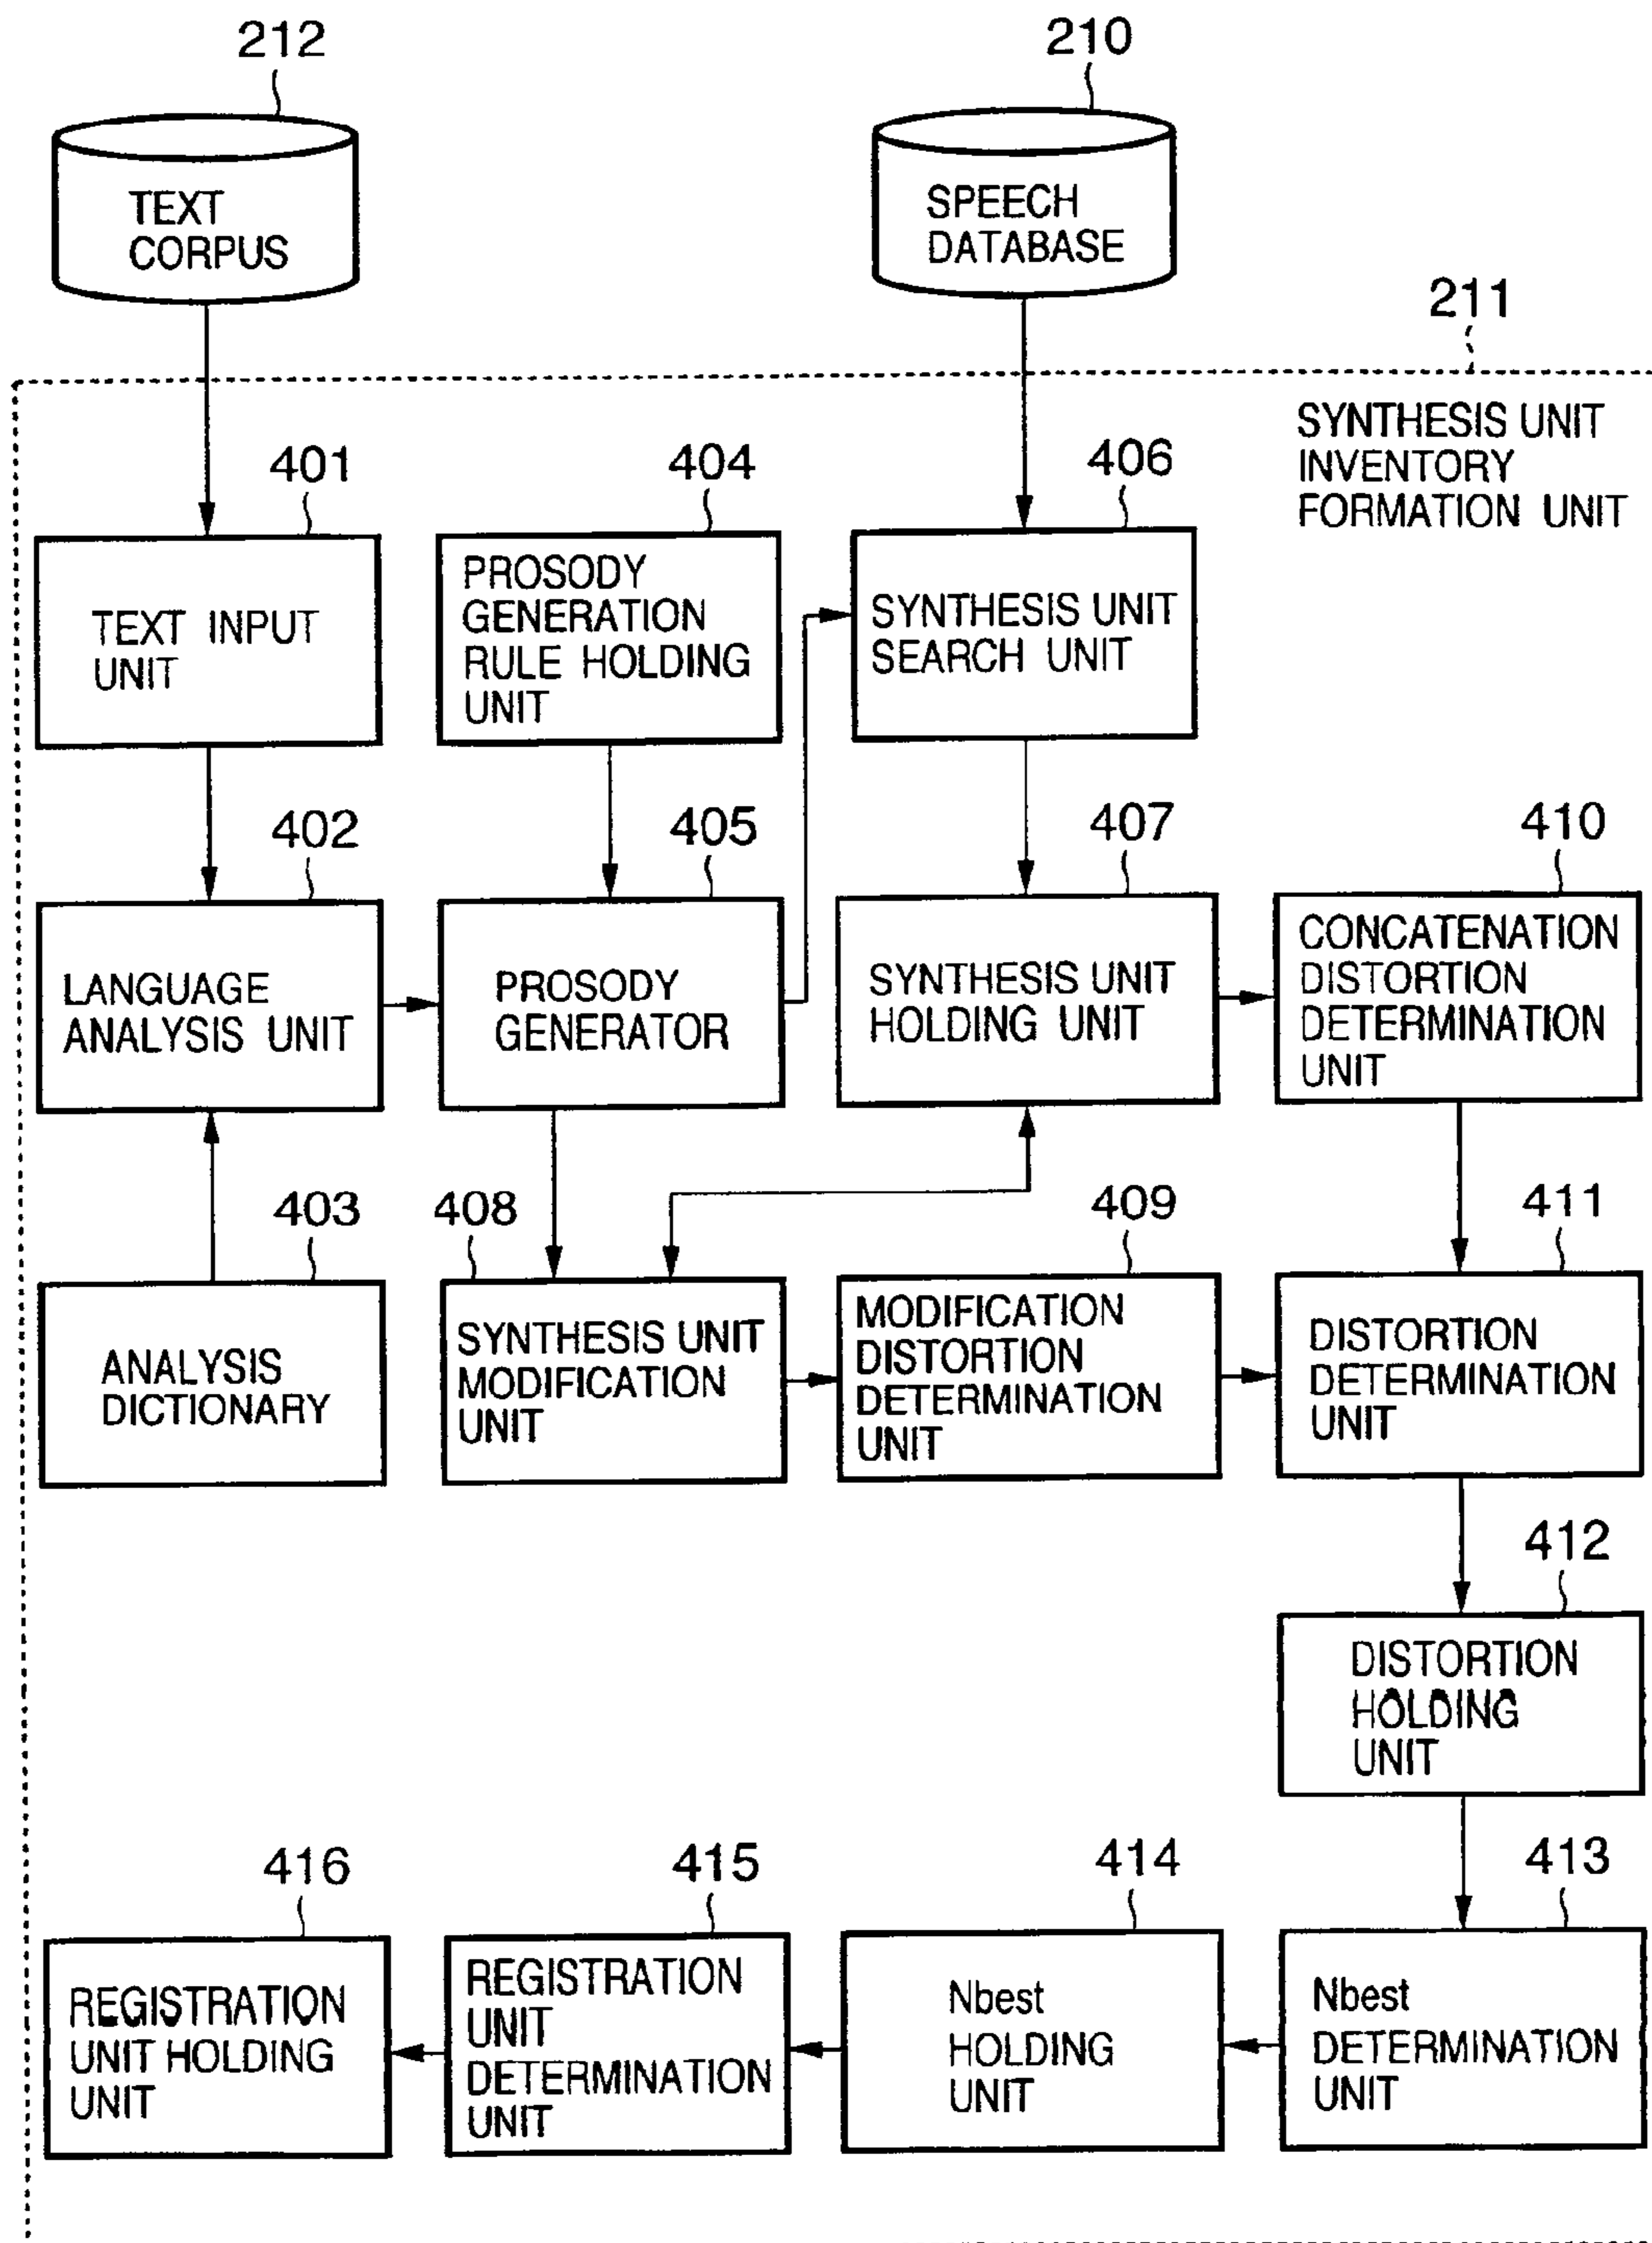 212
TEXT
CORPUS
210
SPEECH
DATABASE
211
SYNTHESIS UNIT
INVENTORY
FORMATION UNIT
401
TEXT INPUT
UNIT
404
PROSODY
GENERATION
RULE HOLDING
UNIT
406
SYNTHESIS UNIT
SEARCH UNIT
402
LANGUAGE
ANALYSIS UNIT
405
PROSODY
GENERATOR
407
SYNTHESIS UNIT
HOLDING UNIT
410
CONCATENATION
DISTORTION
DETERMINATION
UNIT
403
ANALYSIS
DICTIONARY
408
SYNTHESIS UNIT
MODIFICATION
UNIT
409
MODIFICATION
DISTORTION
DETERMINATION
UNIT
411
DISTORTION
DETERMINATION
UNIT
412
DISTORTION
HOLDING
UNIT
416
REGISTRATION
UNIT HOLDING
UNIT
415
REGISTRATION
UNIT
DETERMINATION
UNIT
414
Nbest
HOLDING
UNIT
413
Nbest
DETERMINATION
UNIT